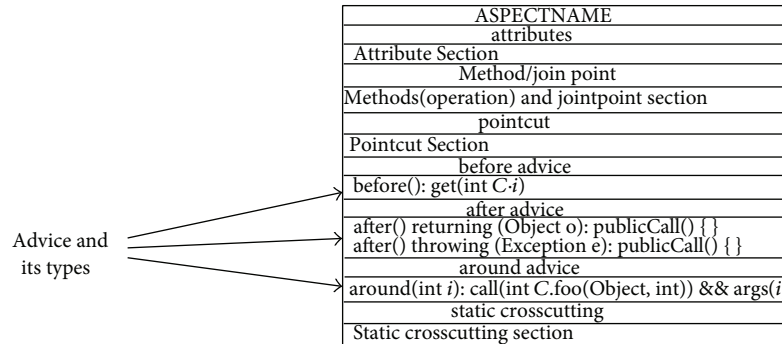 ASPECTNAME
attributes
Attribute Section
Method/join point
Methods(operation) and jointpoint section
pointcut
Pointcut Section
before advice
before(): get(int C·i)
after advice
after() returning (Object o): publicCall() { }
after() throwing (Exception e): publicCall() { }
around advice
around(int i): call(int C.foo(Object, int)) && args(i
static crosscutting
Static crosscutting section
Advice and
its types